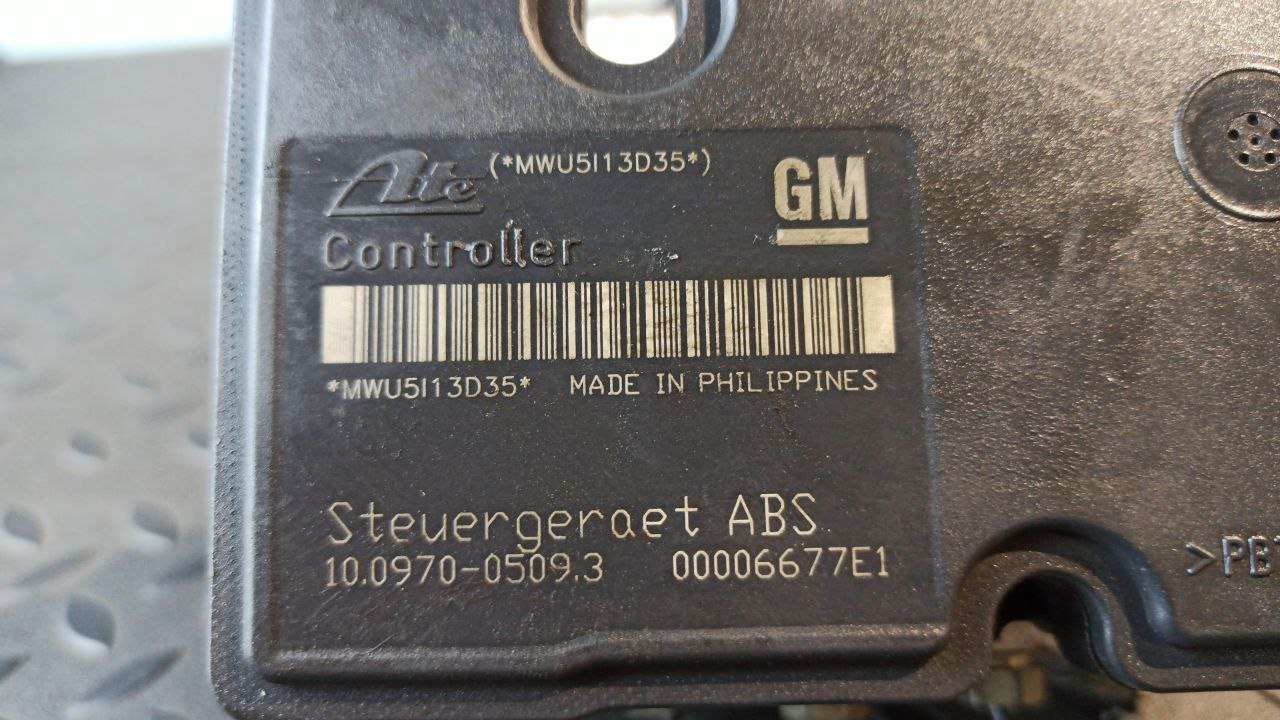 Ate (*MWU5I13D35*)
GM
Controller
*MWU5I13D35* MADE IN PHILIPPINES
Steuergeraet ABS
10.0970-0509.3 00006677E1